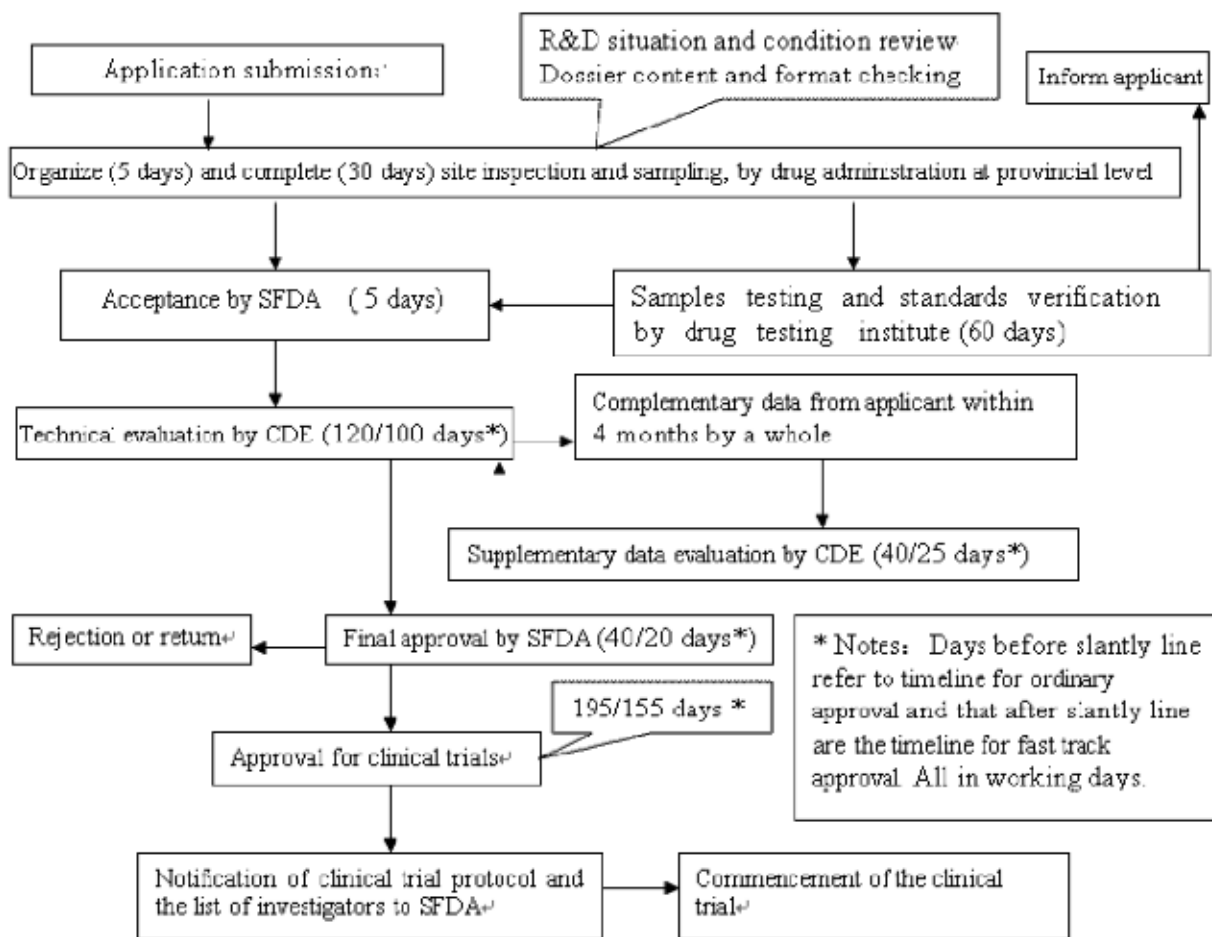 R&D situation and condition review
Dossier content and format checking
Application submissions
Inform applicant
Organize (5 days) and complete (30 days) site inspection and sampling, by drug administration at provincial level
Acceptance by SFDA ( 5 days)
Samples testing and standards verification
by drug testing institute (60 days)
Technical evaluation by CDE (120/100 days*)
Complementary data from applicant within
4 months by a whole
Supplementary data evaluation by CDE (40/25 days*)
Rejection or return↵
Final approval by SFDA (40/20 days*)
195/155 days *
Approval for clinical trials↵
* Notes: Days before slantly line
refer to timeline for ordinary
approval and that after slantly line
are the timeline for fast track
approval. All in working days.
Notification of clinical trial protocol and
the list of investigators to SFDA↵
Commencement of the clinical
trial↵